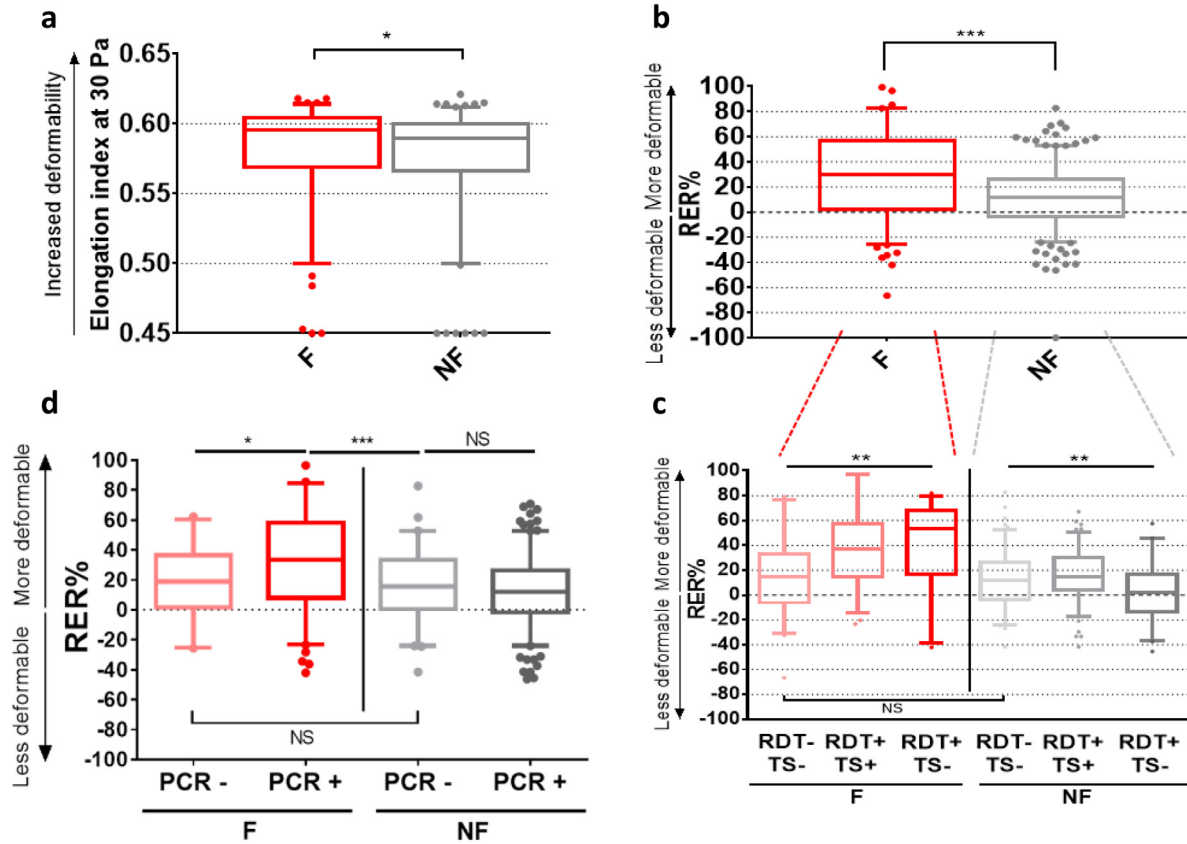 a
Increased deformability
Elongation index at 30 Pa
0.65
0.60
0.55
0.50
0.45
*
F
NF
b
Less deformable
More deformable
RER%
100
80
60
40
20
0
-20
-40
-60
-80
-100
***
F
NF
d
Less deformable
More deformable
RER%
100
80
60
40
20
0
-20
-40
-60
-80
-100
*
***
NS
NS
PCR -
PCR +
PCR -
PCR +
F
NF
c
Less deformable
More deformable
RER%
100
80
60
40
20
0
-20
-40
-60
-80
-100
**
**
NS
RDT- RDT+ RDT+ RDT- RDT+ RDT+
TS- TS+ TS- TS- TS+ TS-
F
NF